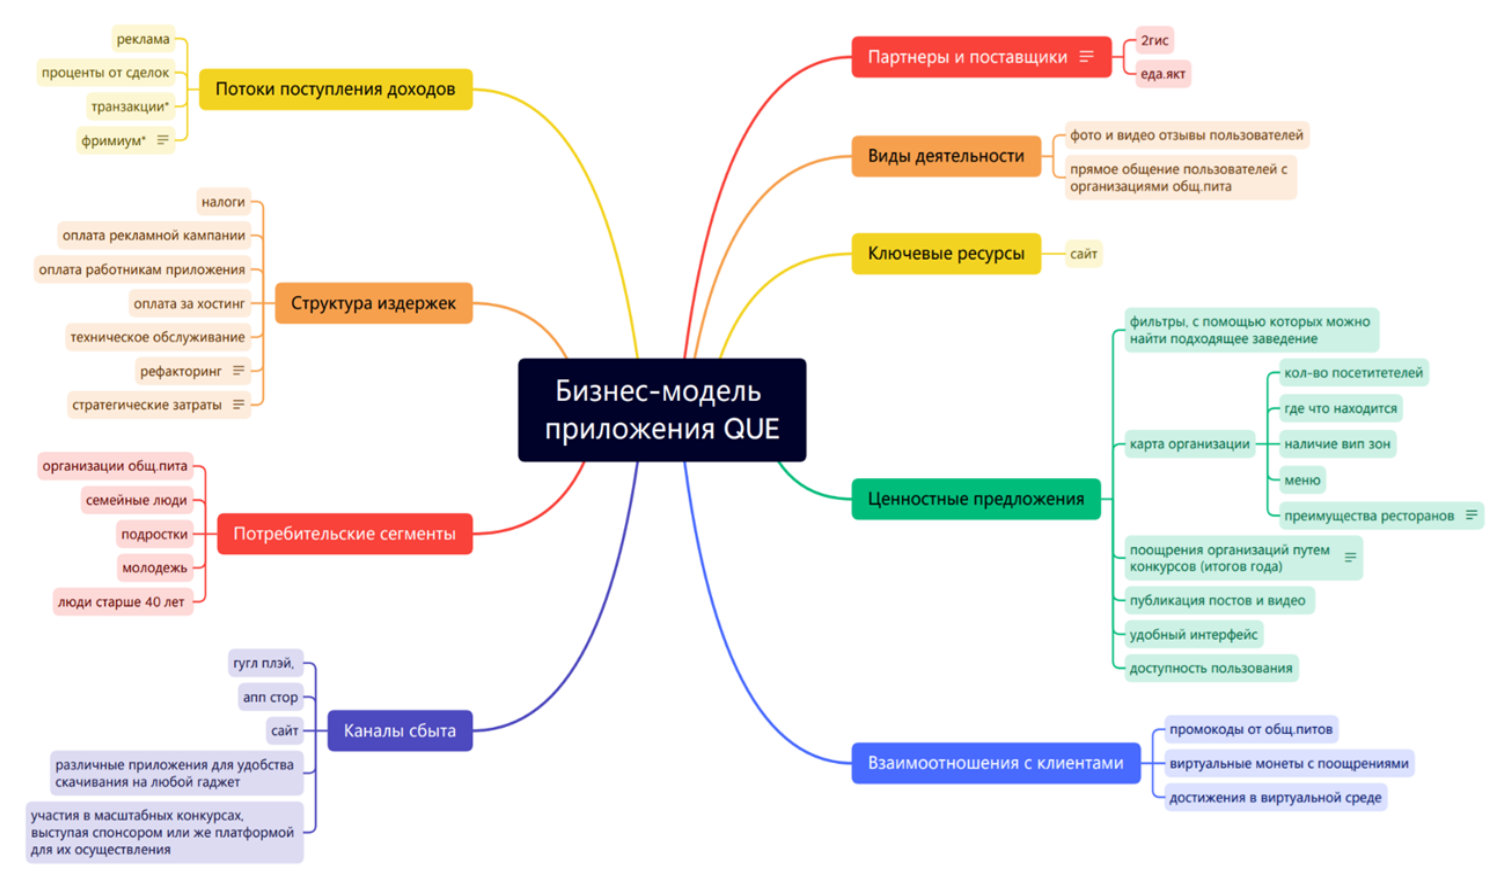 Бизнес-модель
приложения QUE
Потоки поступления доходов
реклама
проценты от сделок
транзакции*
фримиум*
Структура издержек
налоги
оплата рекламной кампании
оплата работникам приложения
оплата за хостинг
техническое обслуживание
рефакторинг
стратегические затраты
Потребительские сегменты
организации общ.пита
семейные люди
подростки
молодежь
люди старше 40 лет
Каналы сбыта
гугл плэй,
апп стор
сайт
различные приложения для удобства
скачивания на любой гаджет
участия в масштабных конкурсах,
выступая спонсором или же платформой
для их осуществления
Партнеры и поставщики
2гис
еда.якт
Виды деятельности
фото и видео отзывы пользователей
прямое общение пользователей с
организациями общ.пита
Ключевые ресурсы
сайт
Ценностные предложения
фильтры, с помощью которых можно
найти подходящее заведение
карта организации
кол-во посетитетелей
где что находится
наличие вип зон
меню
преимущества ресторанов
поощрения организаций путем
конкурсов (итогов года)
публикация постов и видео
удобный интерфейс
доступность пользования
Взаимоотношения с клиентами
промокоды от общ.питов
виртуальные монеты с поощрениями
достижения в виртуальной среде